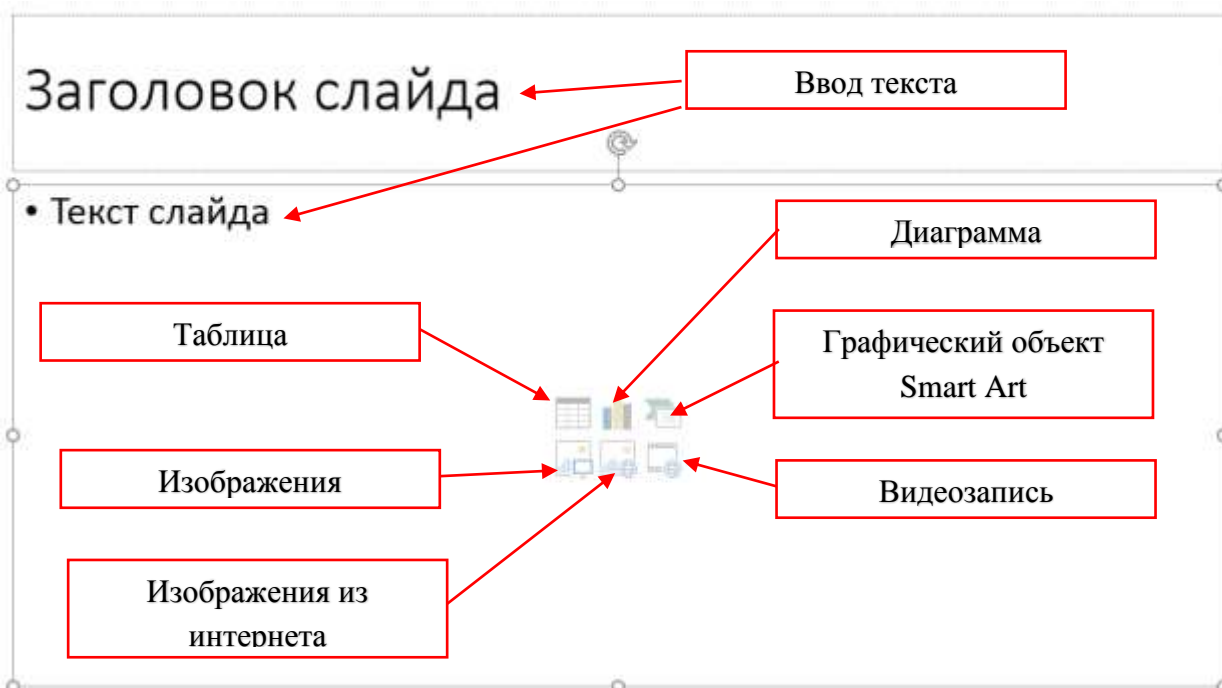 Заголовок слайда
Ввод текста
• Текст слайда
Диаграмма
Таблица
Графический объект
Smart Art
Изображения
Видеозапись
Изображения из
интернета